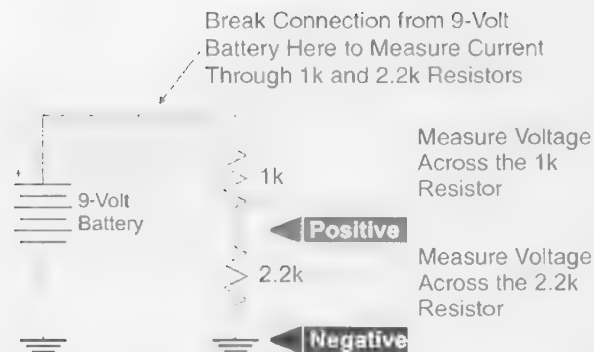 Break Connection from 9-Volt
Battery Here to Measure Current
Through 1k and 2.2k Resistors
Measure Voltage
Across the 1k
Resistor
1k
+
9-Volt
Battery
Positive
Measure Voltage
Across the 2.2k
Resistor
2.2k
Negative